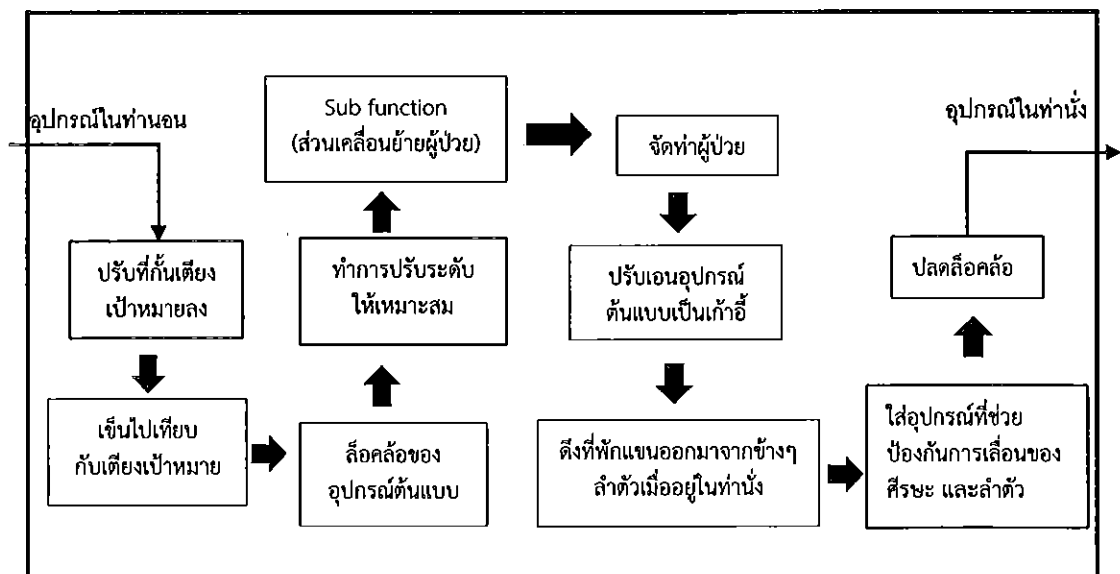 อุปกรณ์ในท่านอน
ปรับที่กั้นเตียง
เป้าหมายลง
เข็นไปเทียบ
กับเตียงเป้าหมาย
ล็อคล้อของ
อุปกรณ์ต้นแบบ
ทำการปรับระดับ
ให้เหมาะสม
Sub function
(ส่วนเคลื่อนย้ายผู้ป่วย)
จัดท่าผู้ป่วย
ปรับเอนอุปกรณ์
ต้นแบบเป็นเก้าอี้
ดึงที่พักแขนออกมาจากข้างๆ
ลำตัวเมื่ออยู่ในท่านั่ง
ใส่อุปกรณ์ที่ช่วย
ป้องกันการเลื่อนของ
ศีรษะ และลำตัว
ปลดล็อคล้อ
อุปกรณ์ในท่านั่ง